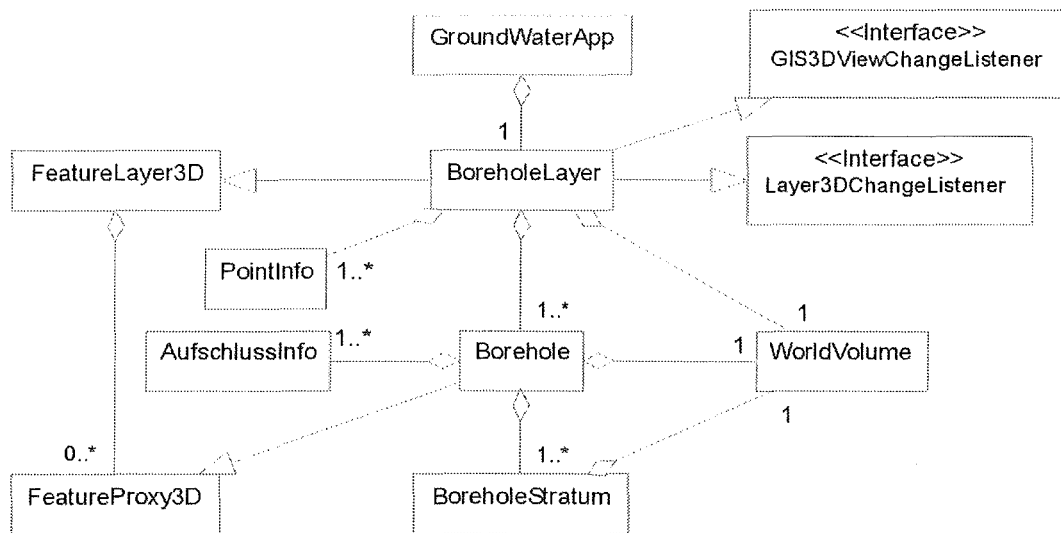 GroundWaterApp
<<Interface>>
GIS3DViewChangeListener
1
FeatureLayer3D
BoreholeLayer
<<Interface>>
Layer3DChangeListener
PointInfo
1..*
1..*
1
AufschlussInfo
1..*
Borehole
1
WorldVolume
1
0..*
1..*
FeatureProxy3D
BoreholeStratum